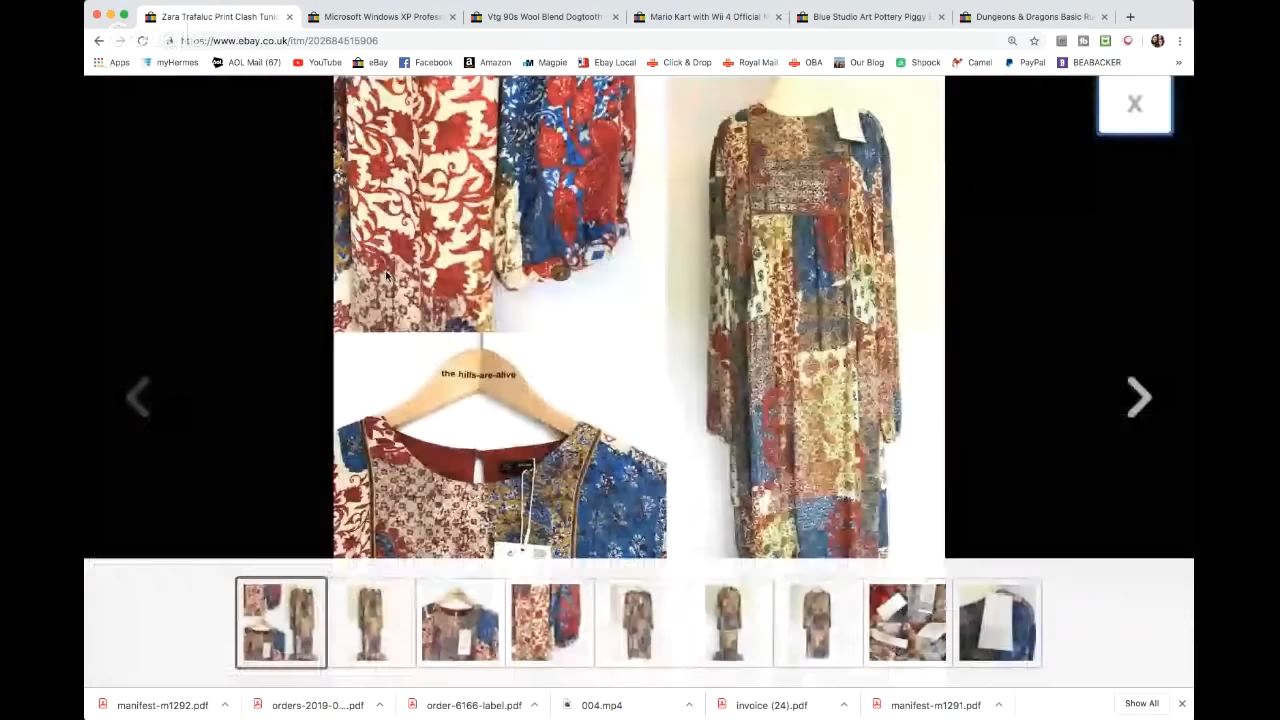 Zara Trafaluc Print Clash Tunic
Microsoft Windows XP Profess
Vtg 90s Wool Blend Dogtooth
Mario Kart with Wii 4 Official
Blue Studio Art Pottery Piggy
Dungeons & Dragons Basic Ru
https://www.ebay.co.uk/itm/202684515906
Apps
myHermes
AOL Mail (67)
YouTube
eBay
Facebook
Amazon
Magpie
Ebay Local
Click & Drop
Royal Mail
OBA
Our Blog
Shpock
Camel
PayPal
BEABACKER
X
the hills-are-alive
manifest-m1292.pdf
orders-2019-0....pdf
order-6166-label.pdf
004.mp4
invoice (24).pdf
manifest-m1291.pdf
Show All